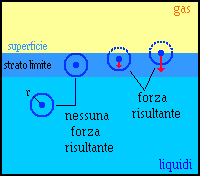 gas
superficie
strato limite
r
nessuna
forza
risultante
forza
risultante
liquidi